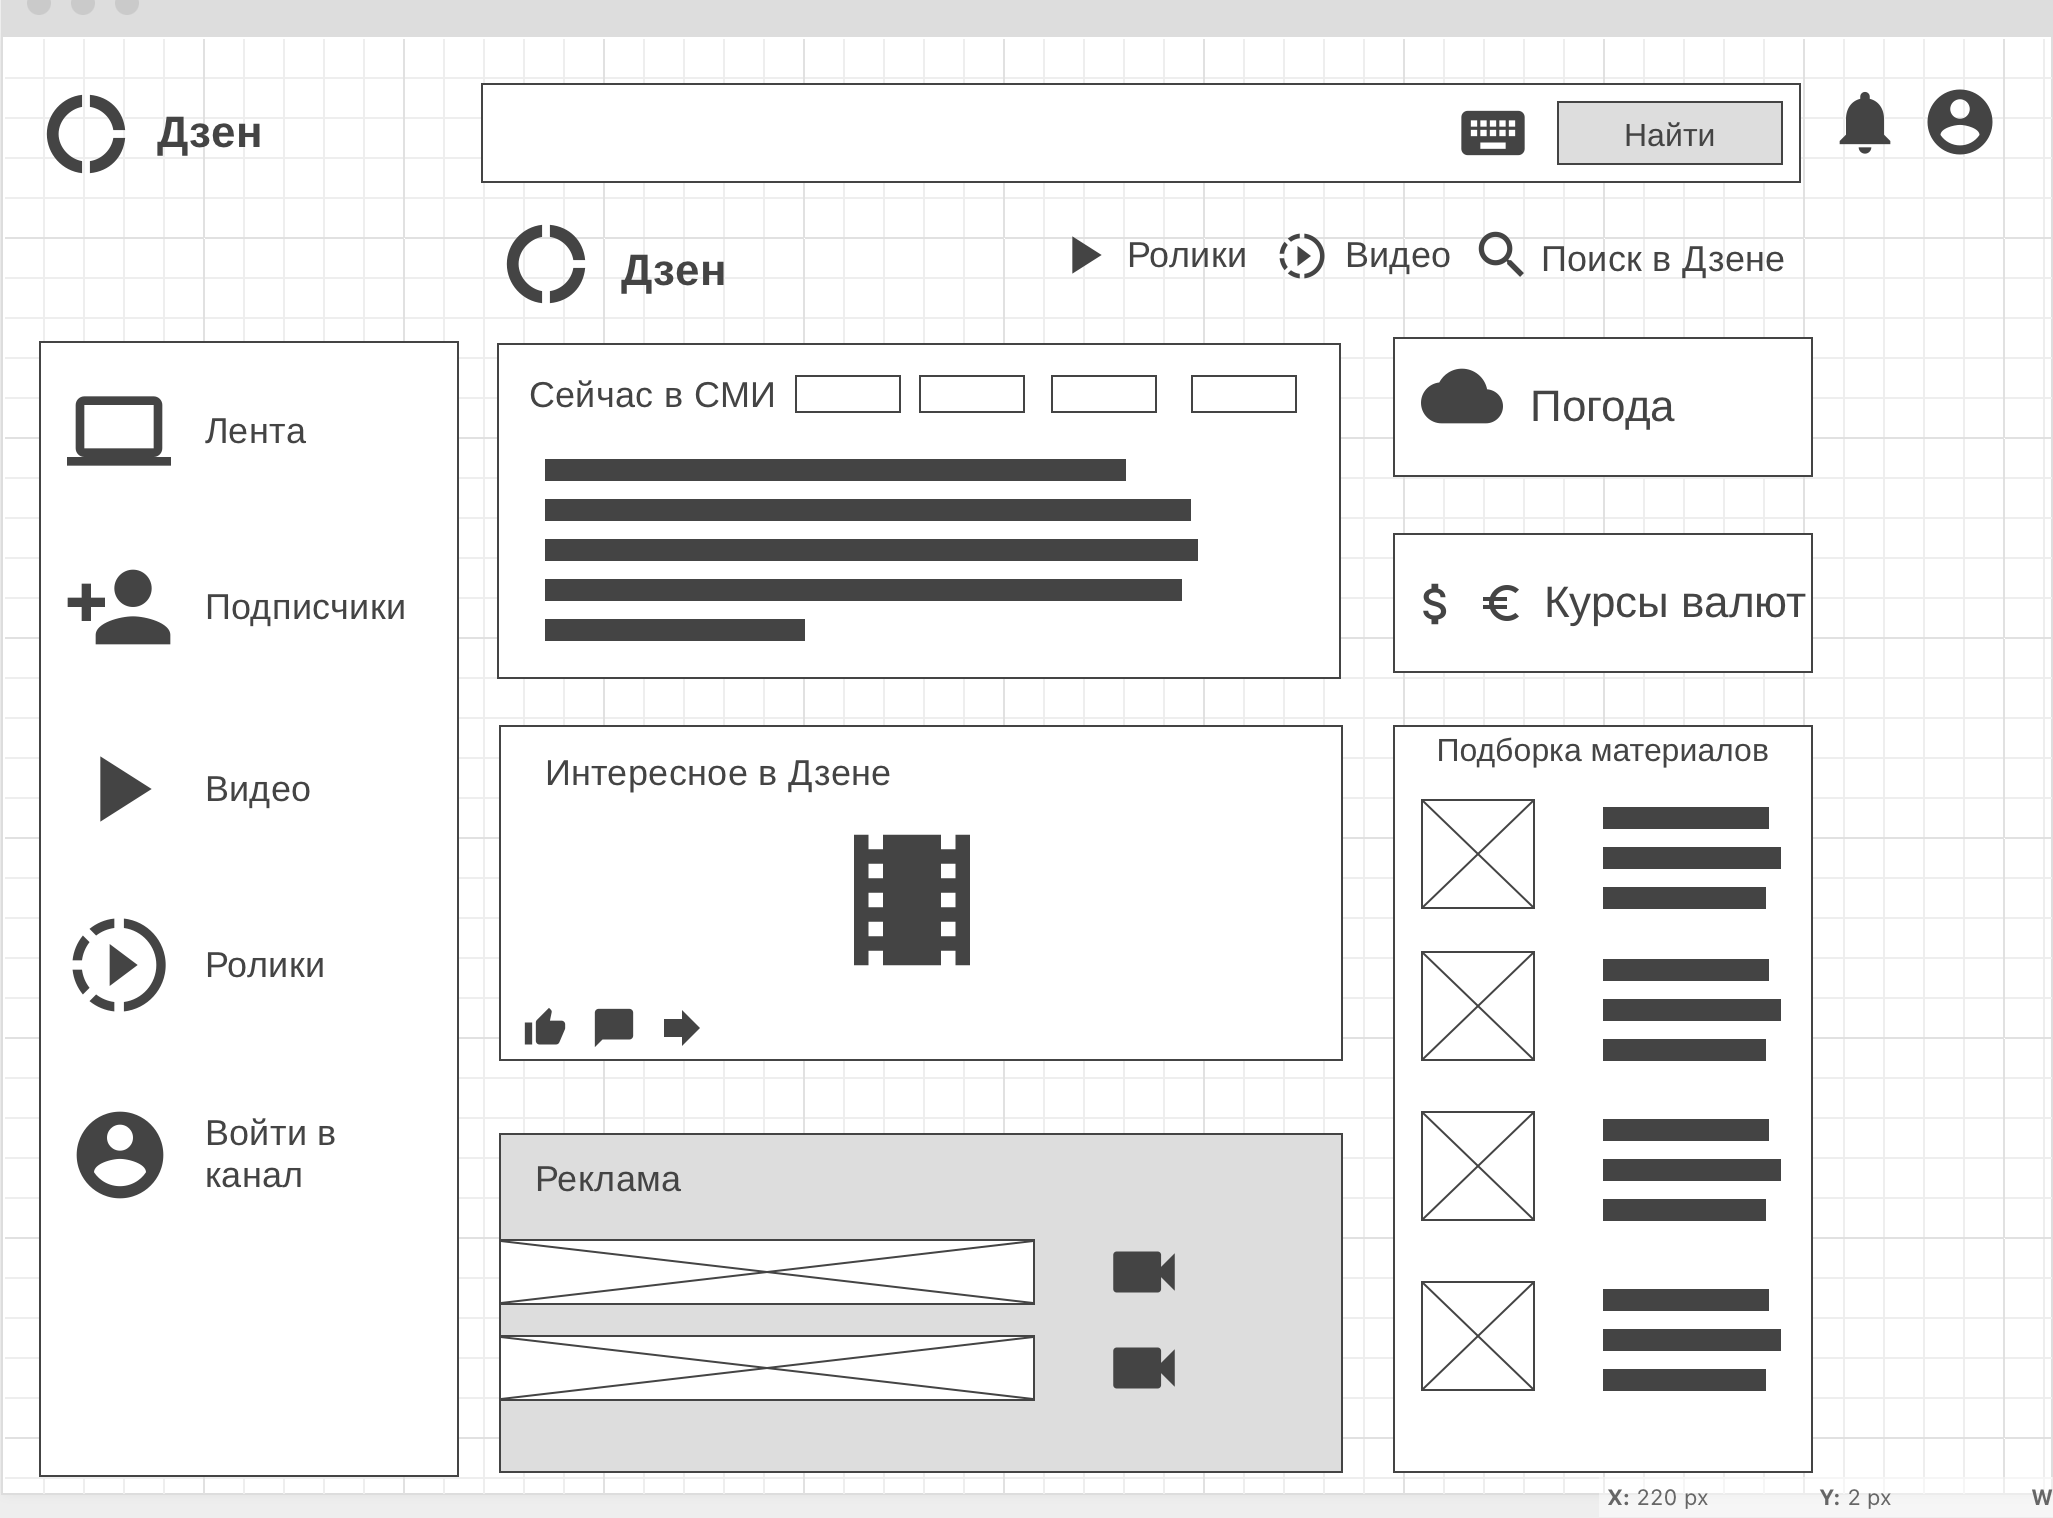 Дзен
Найти
Дзен
Ролики
Видео
Поиск в Дзене
Лента
Подписчики
Видео
Ролики
Войти в
канал
Сейчас в СМИ
Интересное в Дзене
Реклама
Погода
$ € Курсы валют
Подборка материалов
X: 220 px Y: 2 px W